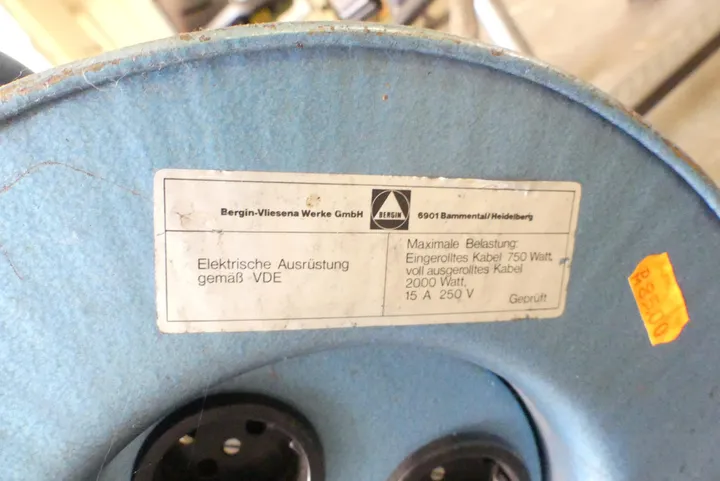 Bergin-Vliesena Werke GmbH
BERGIN
6901 Bammental/Heidelberg
Elektrische Ausrüstung
gemäß VDE
Maximale Belastung:
Eingerolltes Kabel 750 Watt,
voll ausgerolltes Kabel
2000 Watt,
15 A 250 V
Geprüft
R8500